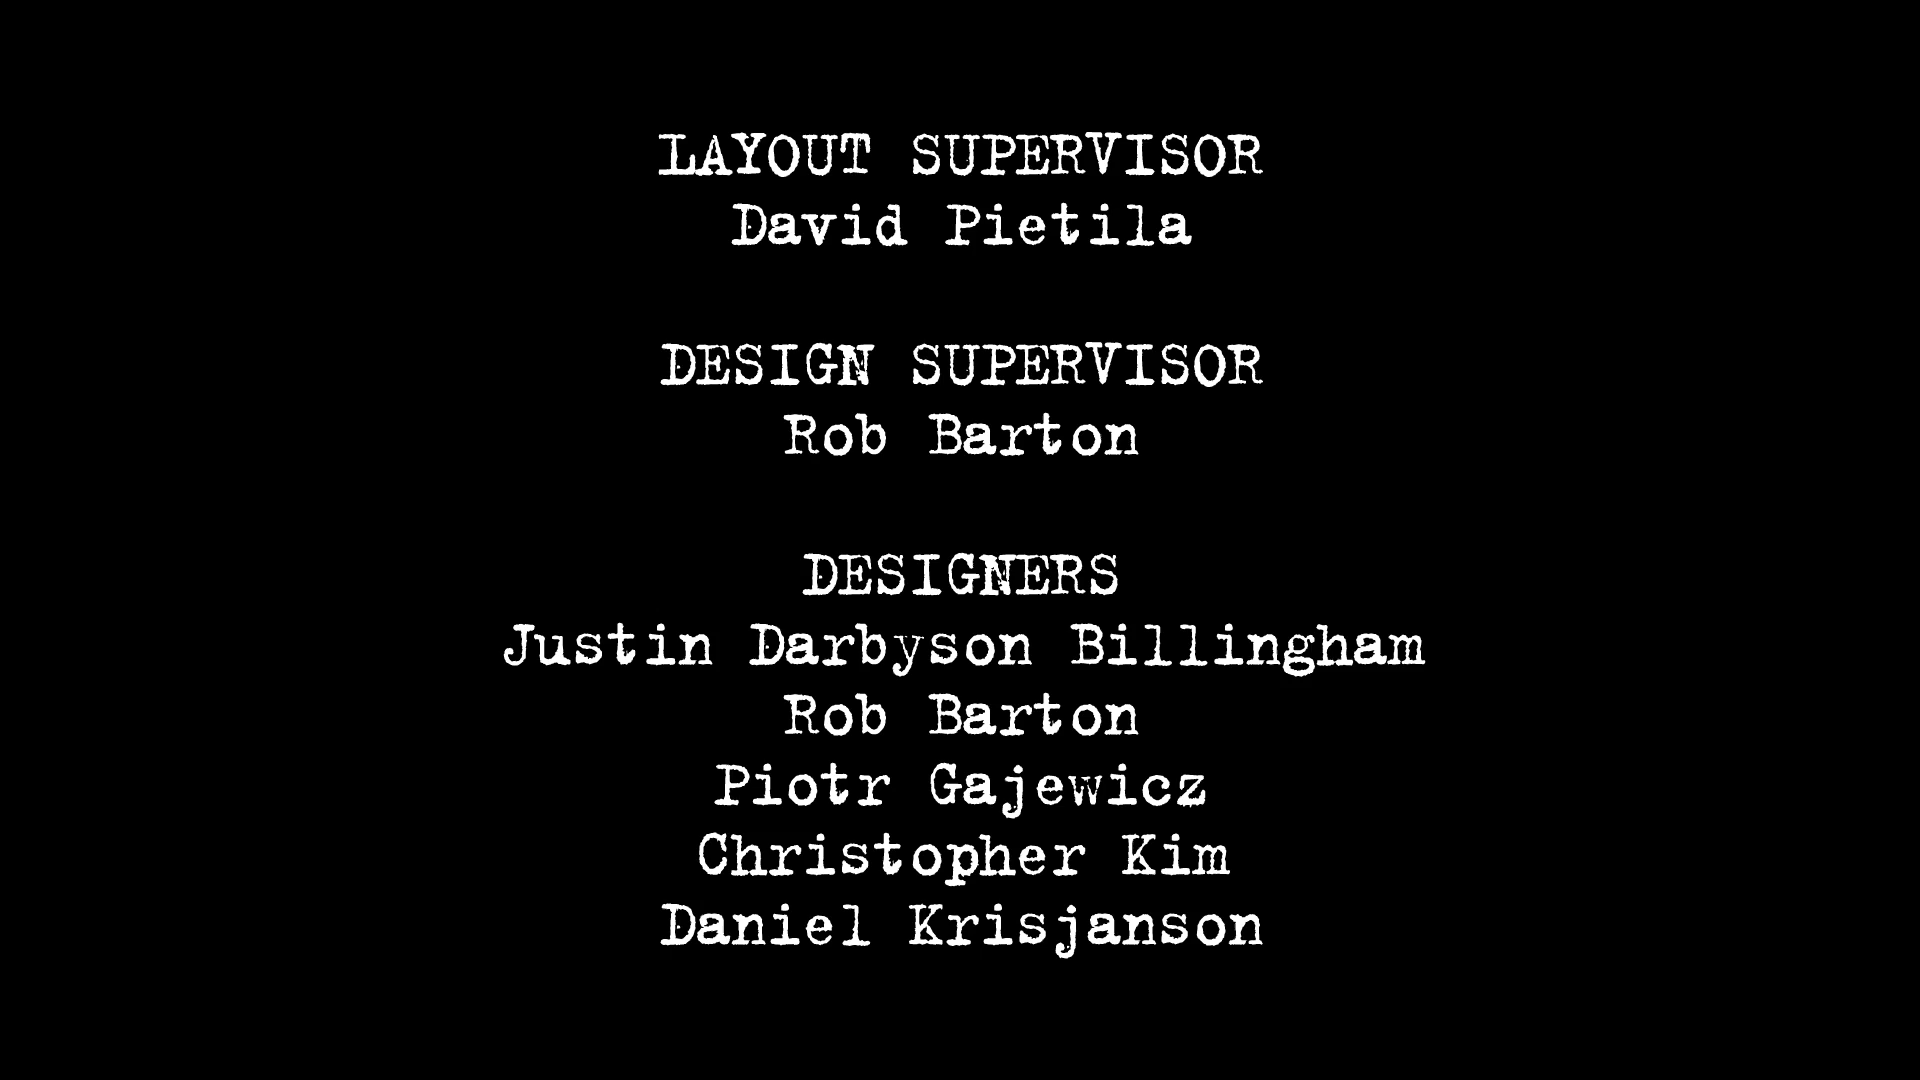 LAYOUT SUPERVISOR
David Pietila
DESIGN SUPERVISOR
Rob Barton
DESIGNERS
Justin Darbyson Billingham
Rob Barton
Piotr Gajewicz
Christopher Kim
Daniel Krisjanson